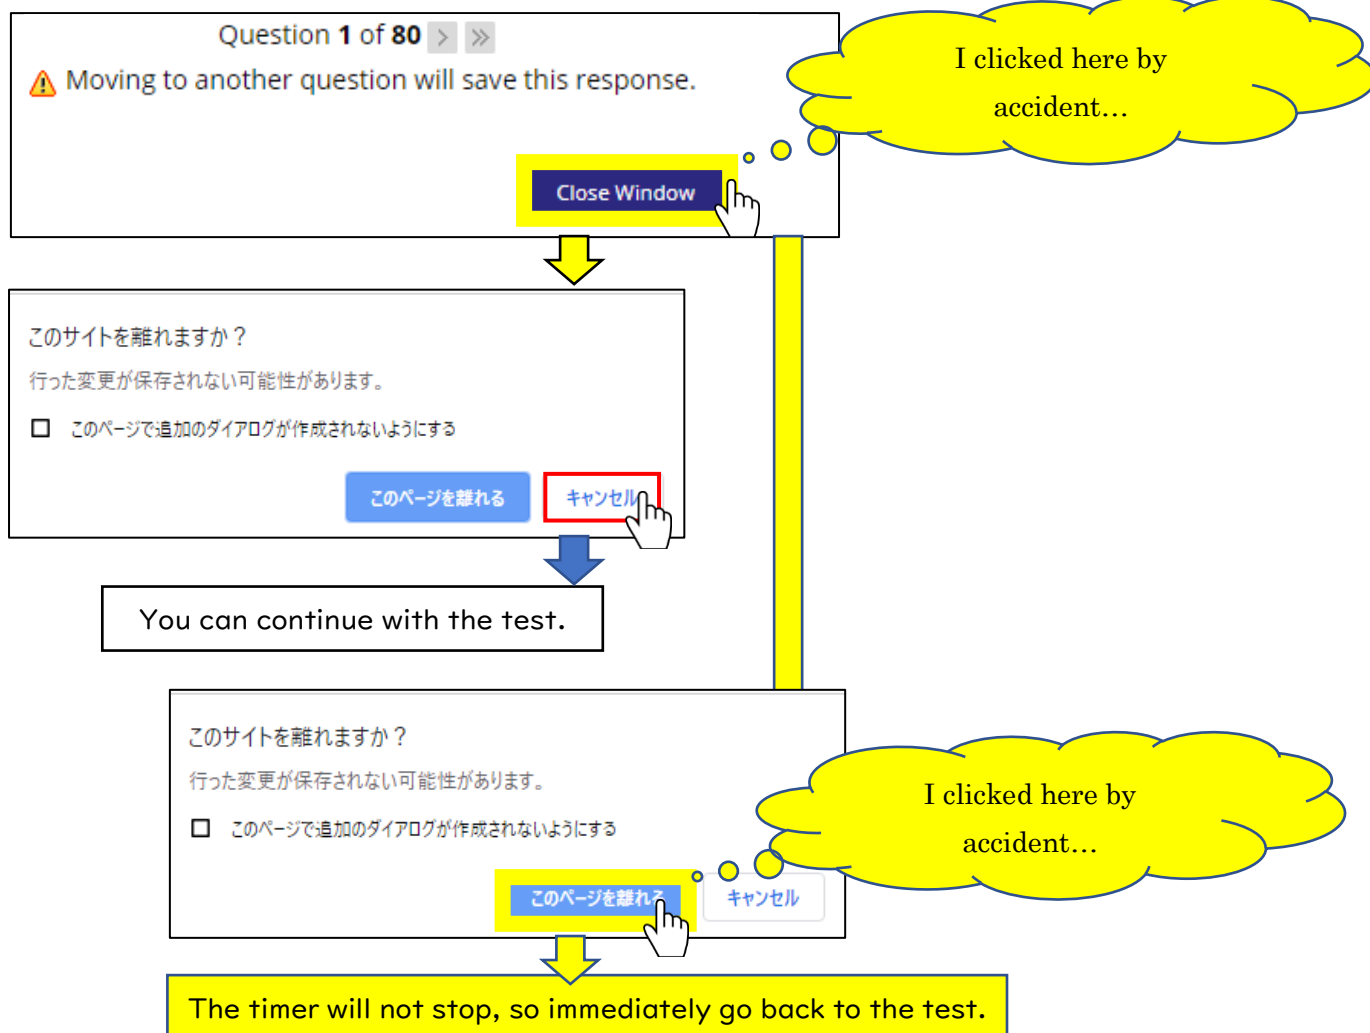 Question 1 of 80 > >>
Moving to another question will save this response.
I clicked here by
accident…
Close Window
このサイトを離れますか？
行った変更が保存されない可能性があります。
このページで追加のダイアログが作成されないようにする
このページを離れる キャンセル
You can continue with the test.
このサイトを離れますか？
行った変更が保存されない可能性があります。
このページで追加のダイアログが作成されないようにする
I clicked here by
accident…
このページを離れる キャンセル
The timer will not stop, so immediately go back to the test.